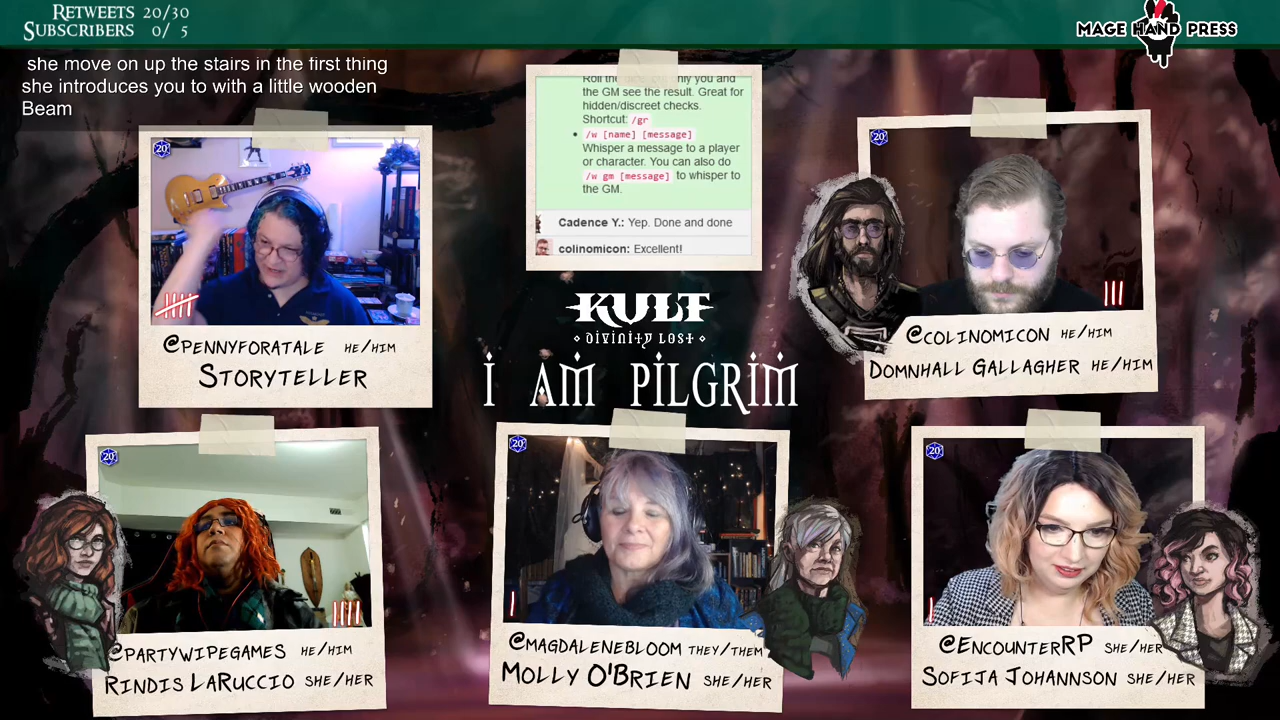 Retweets 20/30
Subscribers 0/ 5
MAGE HAND PRESS
she move on up the stairs in the first thing
she introduces you to with a little wooden
Beam
the GM see the result. Great for
hidden/discreet checks.
Shortcut: /gr
/w [name] [message]
Whisper a message to a player
or character. You can also do
/w gm [message] to whisper to
the GM.
Cadence Y.: Yep. Done and done
colinomicon: Excellent!
20
@PENNYFORATALE HE/HIM
STORYTELLER
KULT
DIVINITY LOST
I AM PILGRIM
20
@COLINOMICON HE/HIM
DOMNHALL GALLAGHER HE/HIM
20
@PARTYWIPEGAMES HE/HIM
RINDIS LARUCCIO SHE/HER
20
@MAGDALENEBLOOM THEY/THEM
MOLLY O'BRIEN SHE/HER
20
@ENCOUNTERRP SHE/HER
SOFIJA JOHANNSON SHE/HER